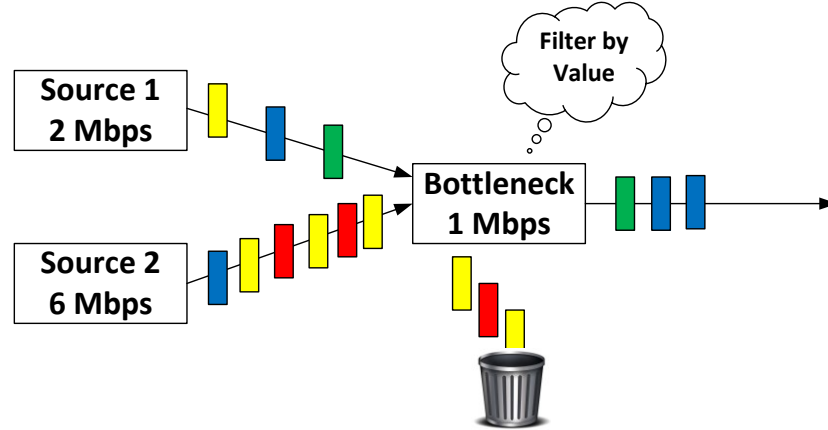 Filter by
Value
Source 1
2 Mbps
Bottleneck
1 Mbps
Source 2
6 Mbps